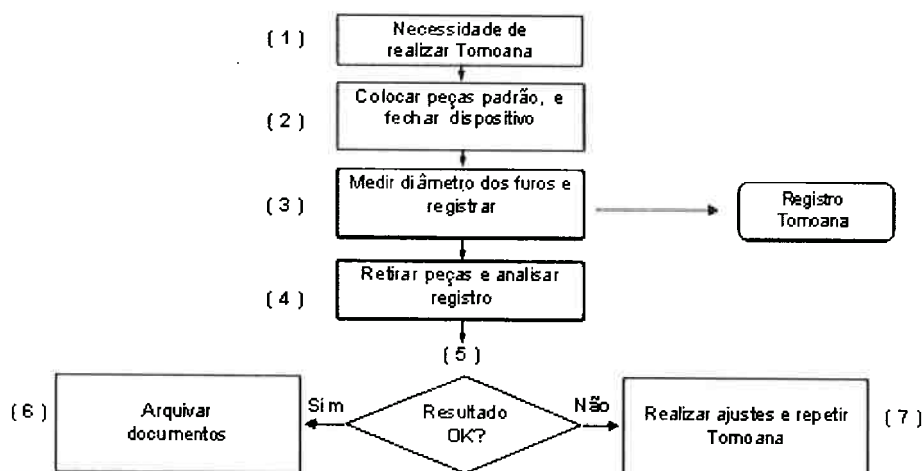 ( 1 )
Necessidade de
realizar Tomoana
( 2 )
Colocar peças padrão, e
fechar dispositivo
( 3 )
Medir diâmetro dos furos e
registrar
Registro
Tomoana
( 4 )
Retirar peças e analisar
registro
( 5 )
( 6 )
Arquivar
documentos
Sim
Resultado
OK?
Não
Realizar ajustes e repetir
Tomoana
( 7 )